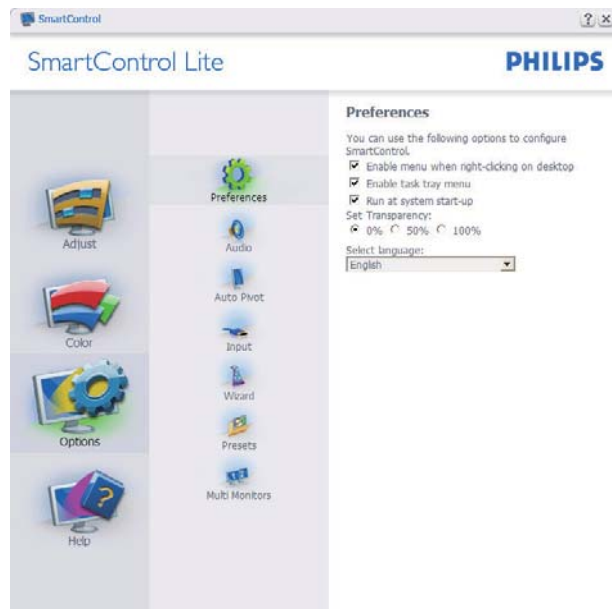 SmartControl
? x
SmartControl Lite
PHILIPS
Adjust
Color
Options
Help
Preferences
Audio
Auto Pivot
Input
Wizard
Presets
Multi Monitors
Preferences
You can use the following options to configure
SmartControl.
Enable menu when right-clicking on desktop
Enable task tray menu
Run at system start-up
Set Transparency:
0% 50% 100%
Select language:
English